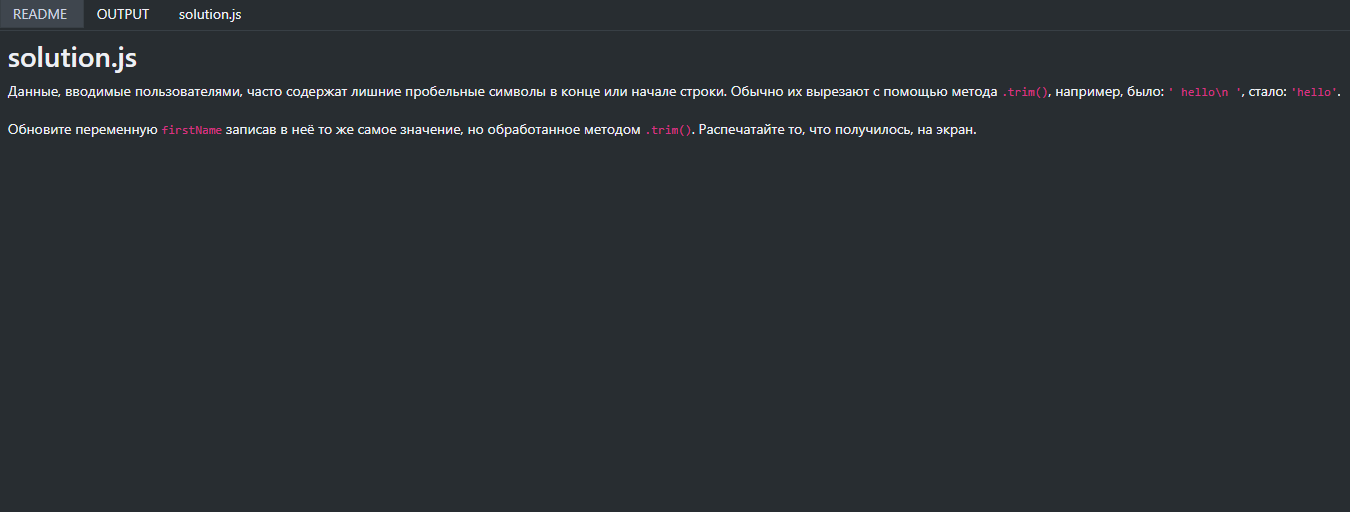 README OUTPUT solution.js
solution.js
Данные, вводимые пользователями, часто содержат лишние пробельные символы в конце или начале строки. Обычно их вырезают с помощью метода .trim(), например, было: ' hello\n ', стало: 'hello'.
Обновите переменную firstName записав в неё то же самое значение, но обработанное методом .trim(). Распечатайте то, что получилось, на экран.